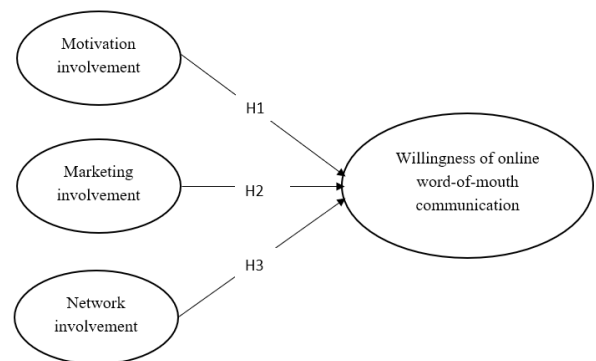 Motivation
involvement
H1
Marketing
involvement
H2
Willingness of online
word-of-mouth
communication
H3
Network
involvement